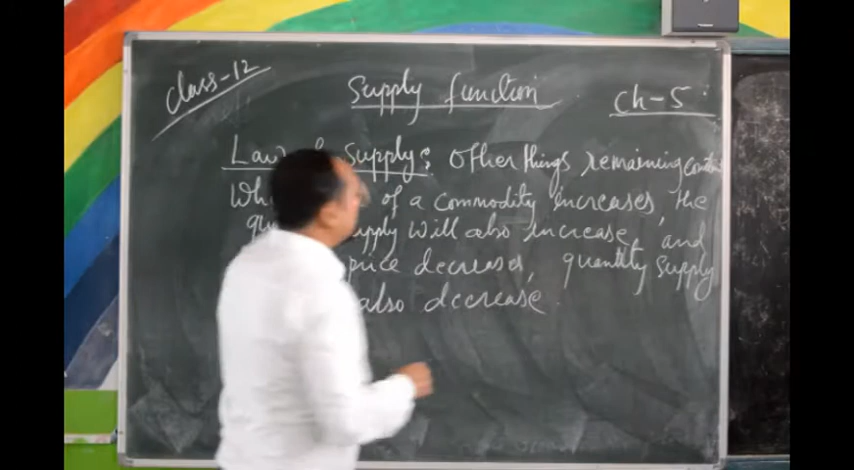 Class-12
Supply function
Ch-5
Law Supply: Other things remaining
of a commodity increases, the
will also increase, and
price decreases, quantity supply
also decrease